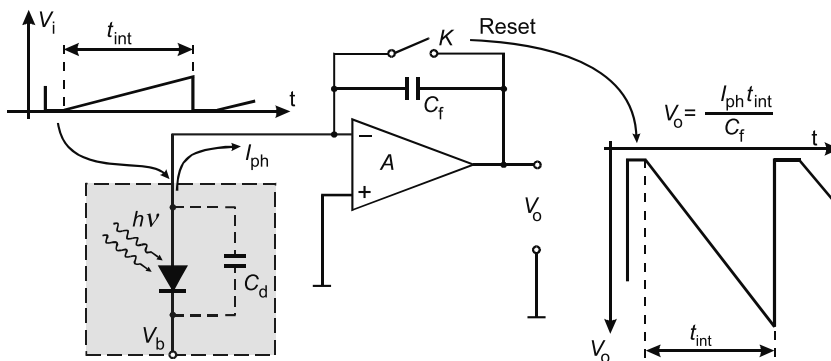 V_i
t_int
t
K
Reset
C_f
V_o = I_ph t_int / C_f
I_ph
−
A
+
V_o
hν
C_d
V_b
t
t_int
V_o